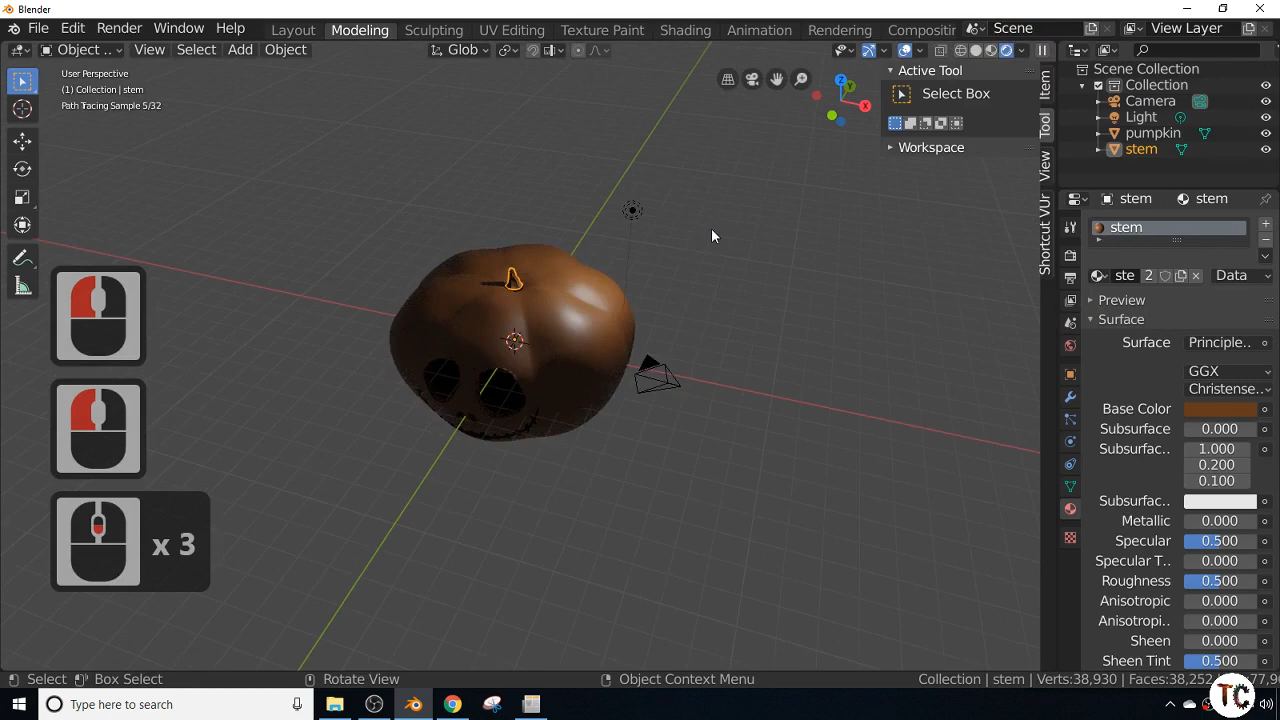 Blender
File Edit Render Window Help Layout Modeling Sculpting UV Editing Texture Paint Shading Animation Rendering Compositir Scene View Layer
Object .. View Select Add Object Glob
User Perspective
(1) Collection | stem
Path Tracing Sample 5/32
Active Tool
Select Box
Workspace
Item
Tool
View
Shortcut VUr
X
Y
Z
Scene Collection
Collection
Camera
Light
pumpkin
stem
stem stem
stem
ste 2 Data
Preview
Surface
Surface Principle..
GGX
Christense..
Base Color
Subsurface 0.000
Subsurfac.. 1.000
0.200
0.100
Subsurfac..
Metallic 0.000
Specular 0.500
Specular T.. 0.000
Roughness 0.500
Anisotropic 0.000
Anisotropi.. 0.000
Sheen 0.000
Sheen Tint 0.500
x 3
Select Box Select Rotate View Object Context Menu Collection | stem | Verts:38,930 | Faces:38,252
Type here to search
TC